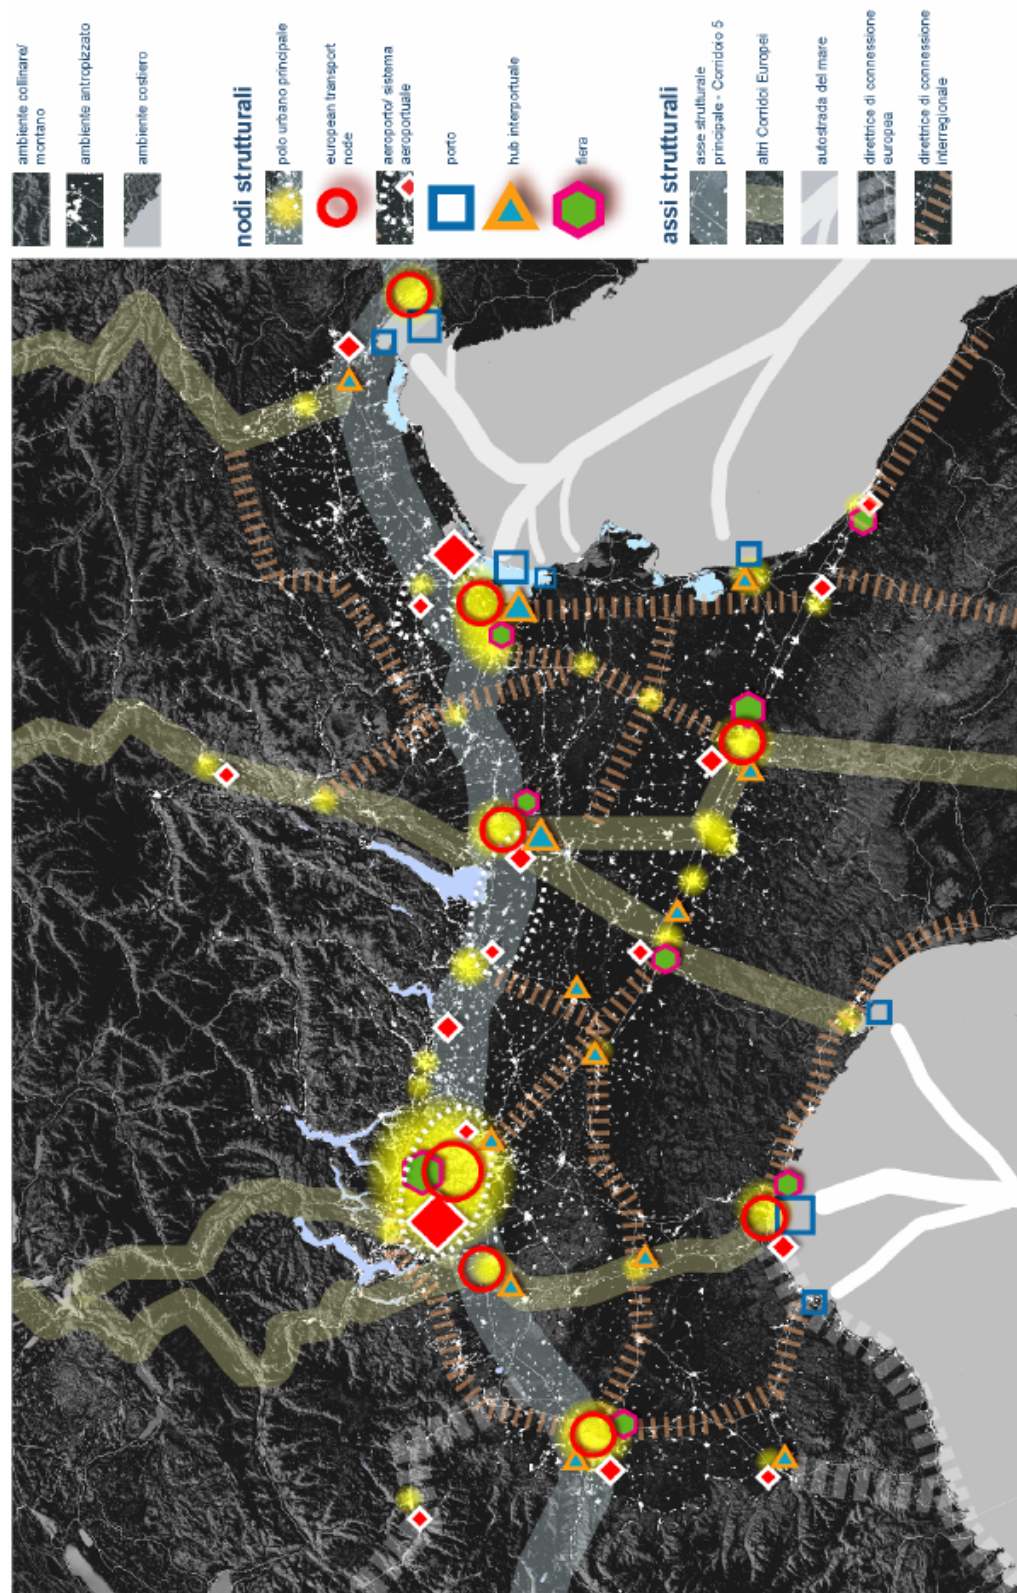 ambiente collinare/
montano
ambiente antropizzato
ambiente costiero
nodi strutturali
polo urbano principale
european transport
node
aeroporto/ sistema
aeroportuale
porto
hub interportuale
fiera
assi strutturali
asse strutturale
principale - Corridoio 5
altri Corridoi Europei
autostrada del mare
direttrice di connessione
europea
direttrice di connessione
interregionale